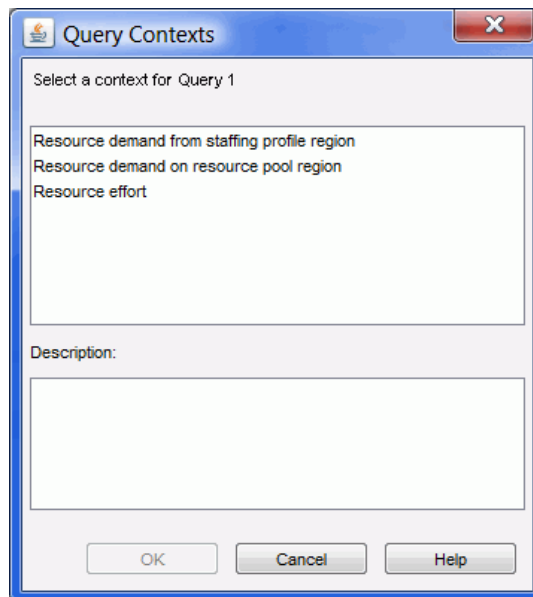 Query Contexts
Select a context for Query 1
Resource demand from staffing profile region
Resource demand on resource pool region
Resource effort
Description:
OK Cancel Help